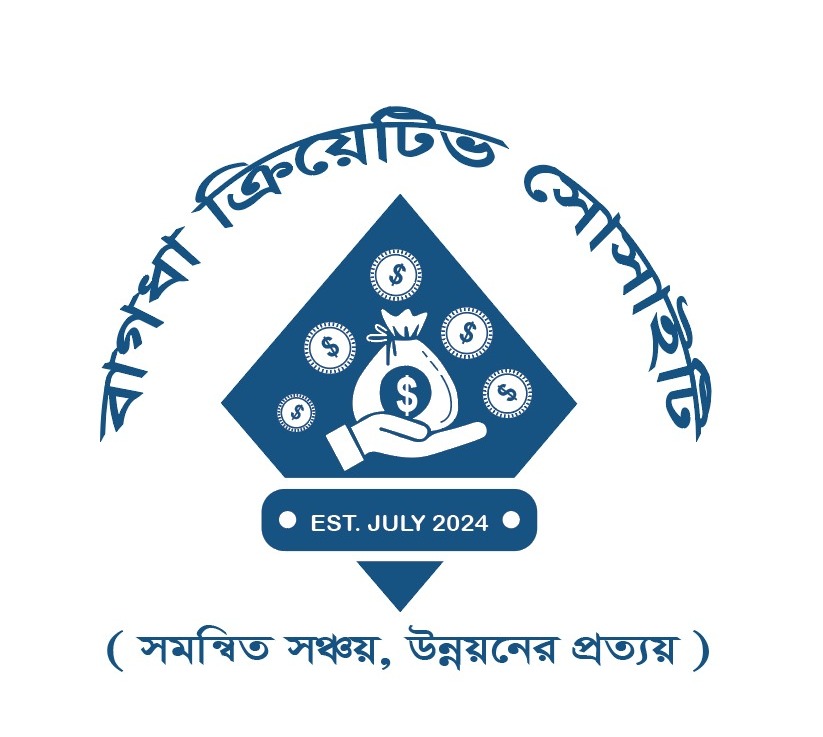 বাগধা ক্রিয়েটিভ সোসাইটি
EST. JULY 2024
( সমন্বিত সঞ্চয়, উন্নয়নের প্রত্যয় )